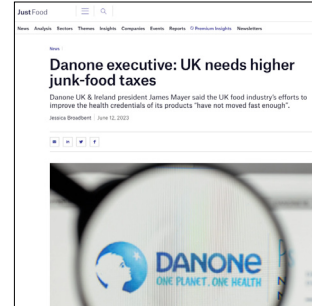 Just Food
News Analysis Sectors Themes Insights Companies Events Reports Premium Insights Newsletters
News
Danone executive: UK needs higher
junk-food taxes
Danone UK & Ireland president James Mayer said the UK food industry's efforts to
improve the health credentials of its products "have not moved fast enough".
Jessica Broadbent | June 12, 2023
DANONE
ONE PLANET. ONE HEALTH